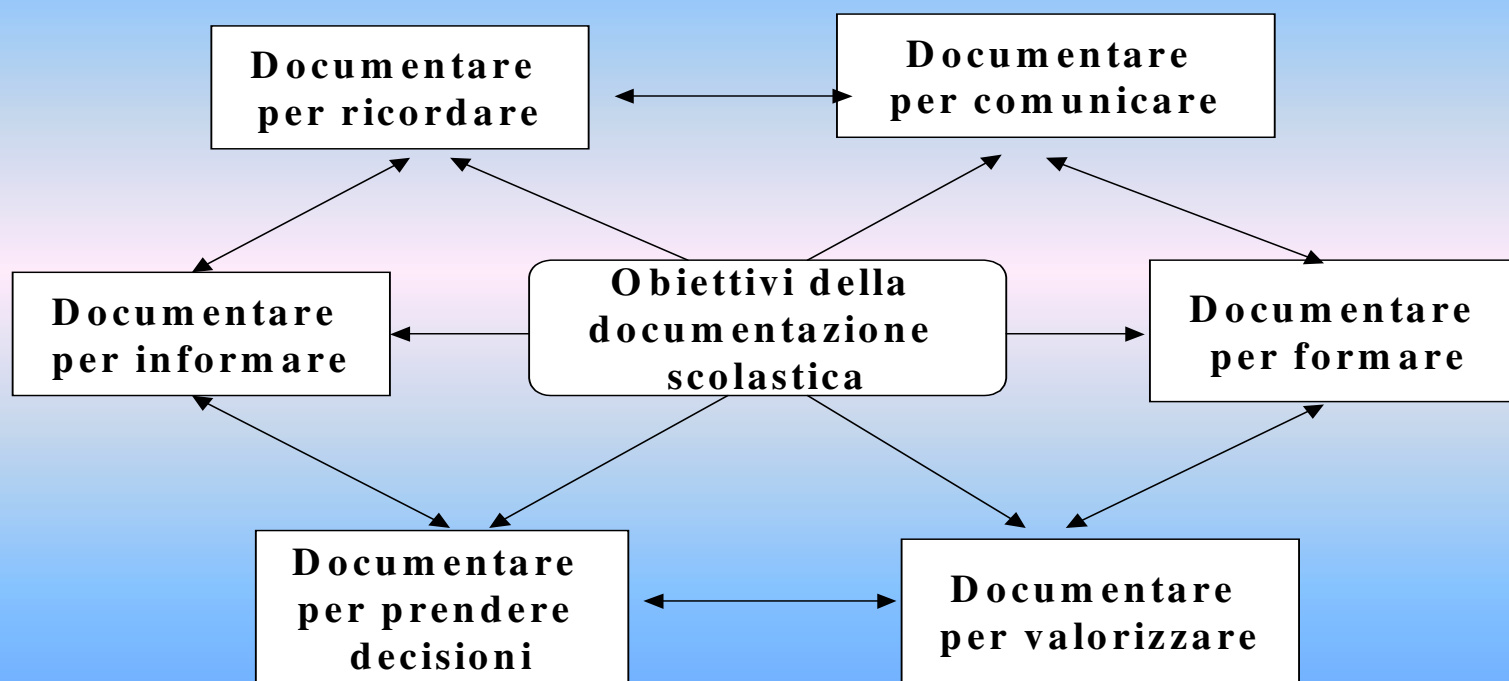 Documentare
per ricordare
Documentare
per comunicare
Documentare
per informare
Obiettivi della
documentazione
scolastica
Documentare
per formare
Documentare
per prendere
decisioni
Documentare
per valorizzare